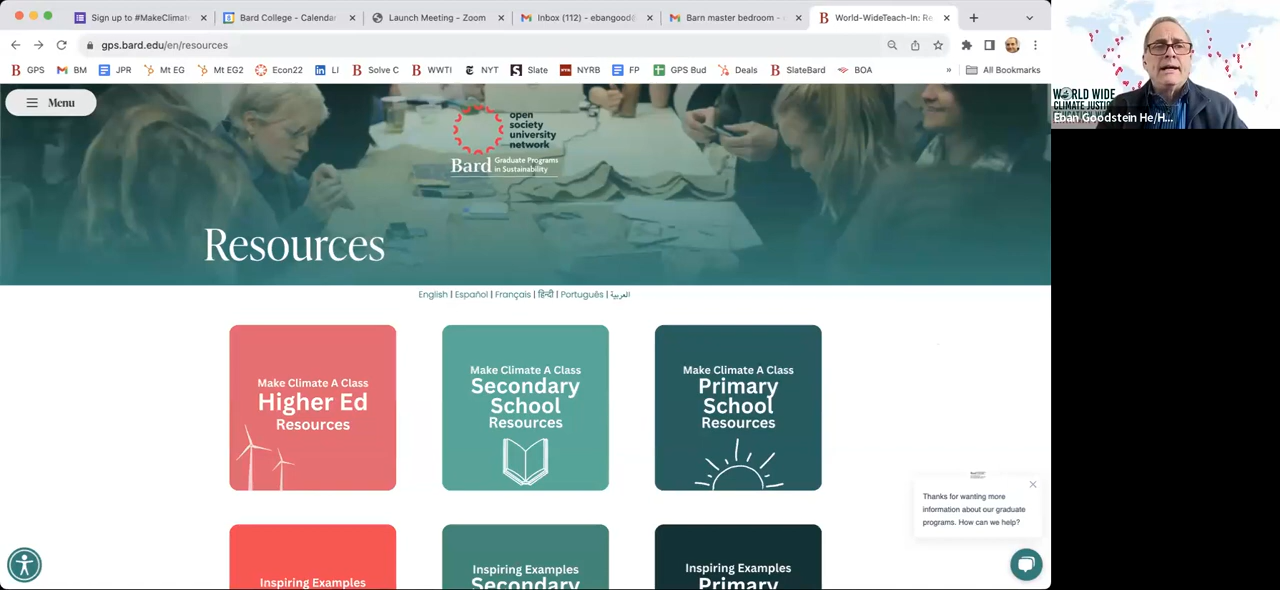 Sign up to #MakeClimate
Bard College - Calendar
Launch Meeting - Zoom
Inbox (112) - ebangood@
Barn master bedroom -
World-WideTeach-In: Re
gps.bard.edu/en/resources
GPS BM JPR Mt EG Mt EG2 Econ22 LI Solve C WWTI NYT Slate NYRB FP GPS Bud Deals SlateBard BOA » All Bookmarks
Menu
open
society
university
network
Bard Graduate Programs
in Sustainability
Resources
English | Español | Français | हिन्दी | Português | العربية
Make Climate A Class
Higher Ed
Resources
Make Climate A Class
Secondary
School
Resources
Make Climate A Class
Primary
School
Resources
Inspiring Examples
Inspiring Examples
Secondary
Inspiring Examples
Primary
Thanks for wanting more
information about our graduate
programs. How can we help?
WORLD WIDE
CLIMATE JUSTICE
Eban Goodstein He/H...